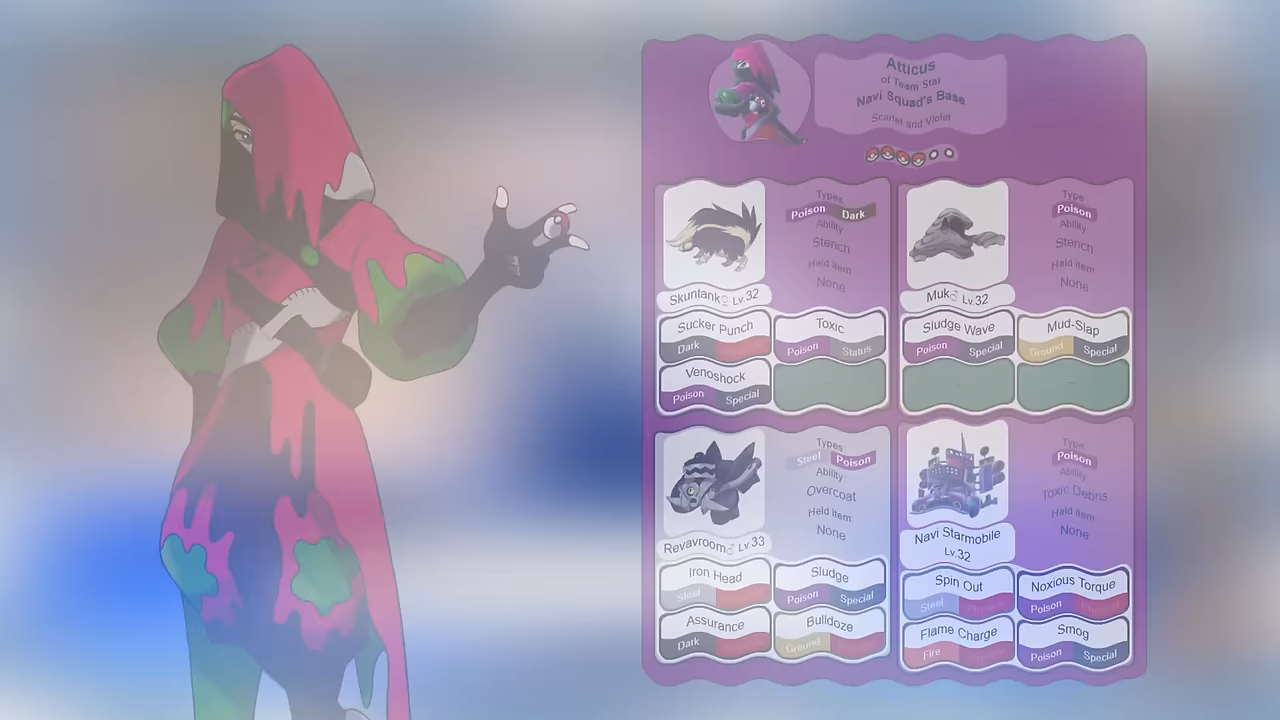 Atticus
of Team Star
Navi Squad's Base
Scarlet and Violet
Types
Poison Dark
Ability
Stench
Held item
None
Skuntank♀ Lv.32
Sucker Punch
Dark
Toxic
Poison Status
Venoshock
Poison Special
Type
Poison
Ability
Stench
Held item
None
Muk♂ Lv.32
Sludge Wave
Poison Special
Mud-Slap
Ground Special
Types
Steel Poison
Ability
Overcoat
Held item
None
Revavroom♂ Lv.33
Iron Head
Steel
Sludge
Poison Special
Assurance
Dark
Bulldoze
Ground
Type
Poison
Ability
Toxic Debris
Held item
None
Navi Starmobile
Lv.32
Spin Out
Steel Physical
Noxious Torque
Poison Physical
Flame Charge
Fire
Smog
Poison Special